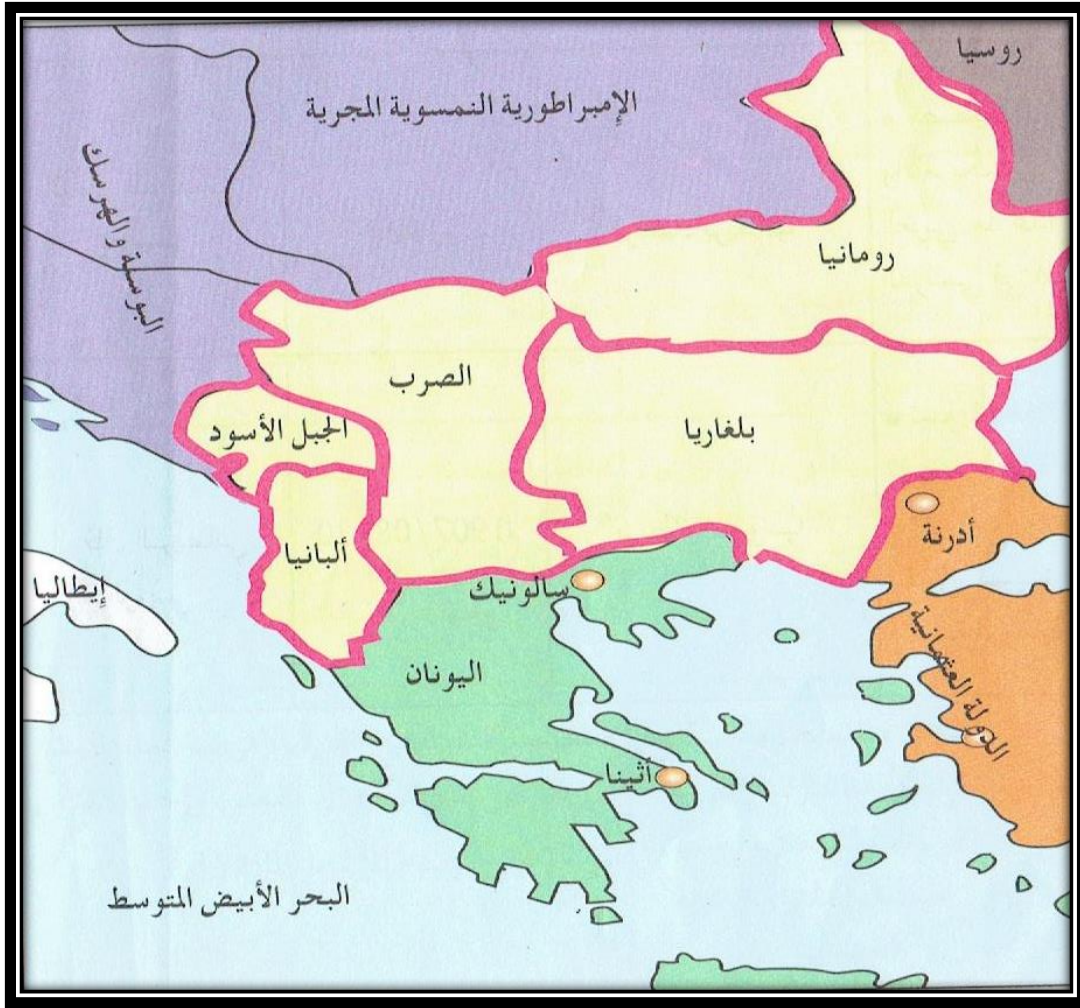 روسيا
الإمبراطورية النمسوية المجرية
البوسنة والهرسك
رومانيا
الصرب
الجبل الأسود
بلغاريا
أدرنة
ألبانيا
سالونيك
إيطاليا
الدولة العثمانية
اليونان
أثينا
البحر الأبيض المتوسط